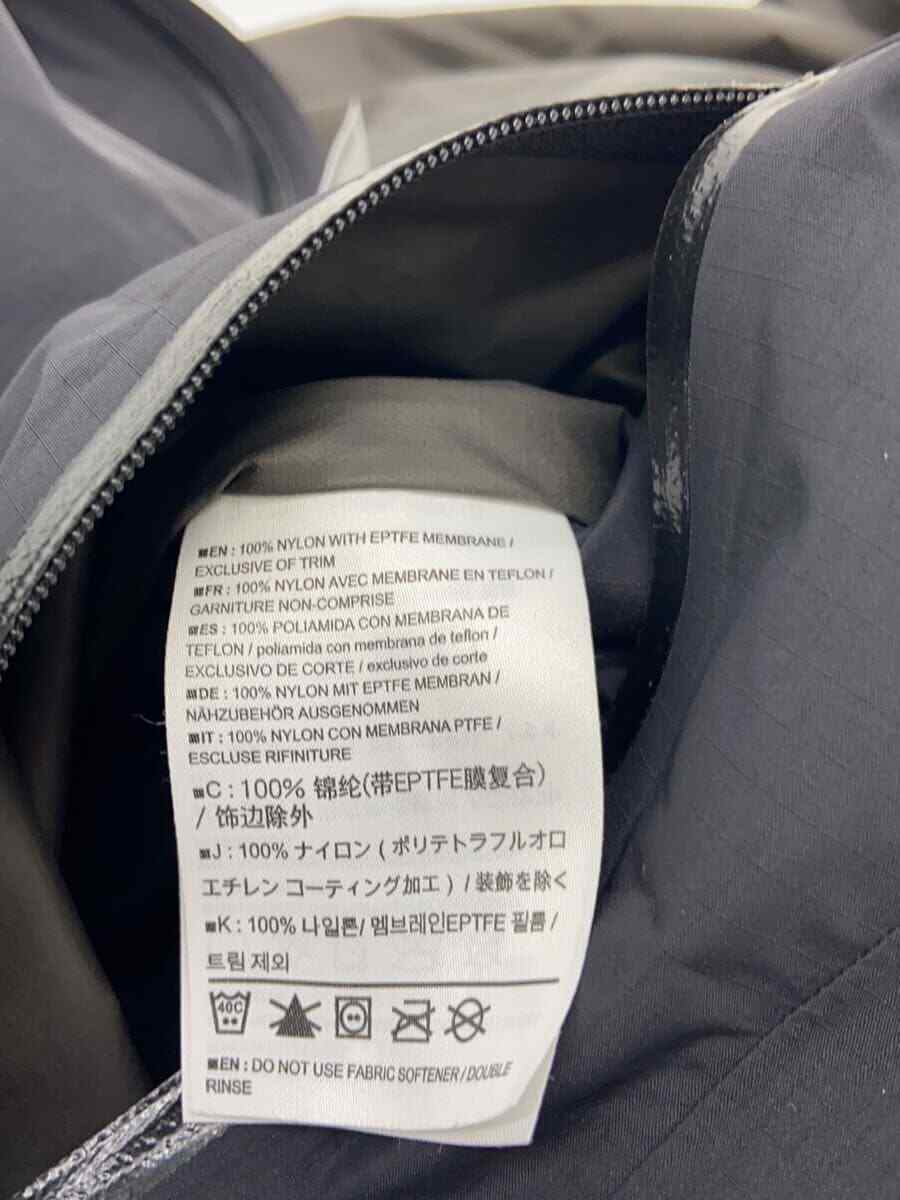 EN : 100% NYLON WITH EPTFE MEMBRANE /
EXCLUSIVE OF TRIM
FR : 100% NYLON AVEC MEMBRANE EN TEFLON /
GARNITURE NON-COMPRISE
ES : 100% POLIAMIDA CON MEMBRANA DE
TEFLON / poliamida con membrana de teflon /
EXCLUSIVO DE CORTE / exclusivo de corte
DE : 100% NYLON MIT EPTFE MEMBRAN /
NÄHZUBEHÖR AUSGENOMMEN
IT : 100% NYLON CON MEMBRANA PTFE /
ESCLUSE RIFINITURE
C : 100% 锦纶(带EPTFE膜复合)
/ 饰边除外
J : 100% ナイロン ( ポリテトラフルオロ
エチレン コーティング加工 ) / 装飾を除く
K : 100% 나일론/ 멤브레인EPTFE 필름 /
트림 제외
40C
EN : DO NOT USE FABRIC SOFTENER / DOUBLE
RINSE